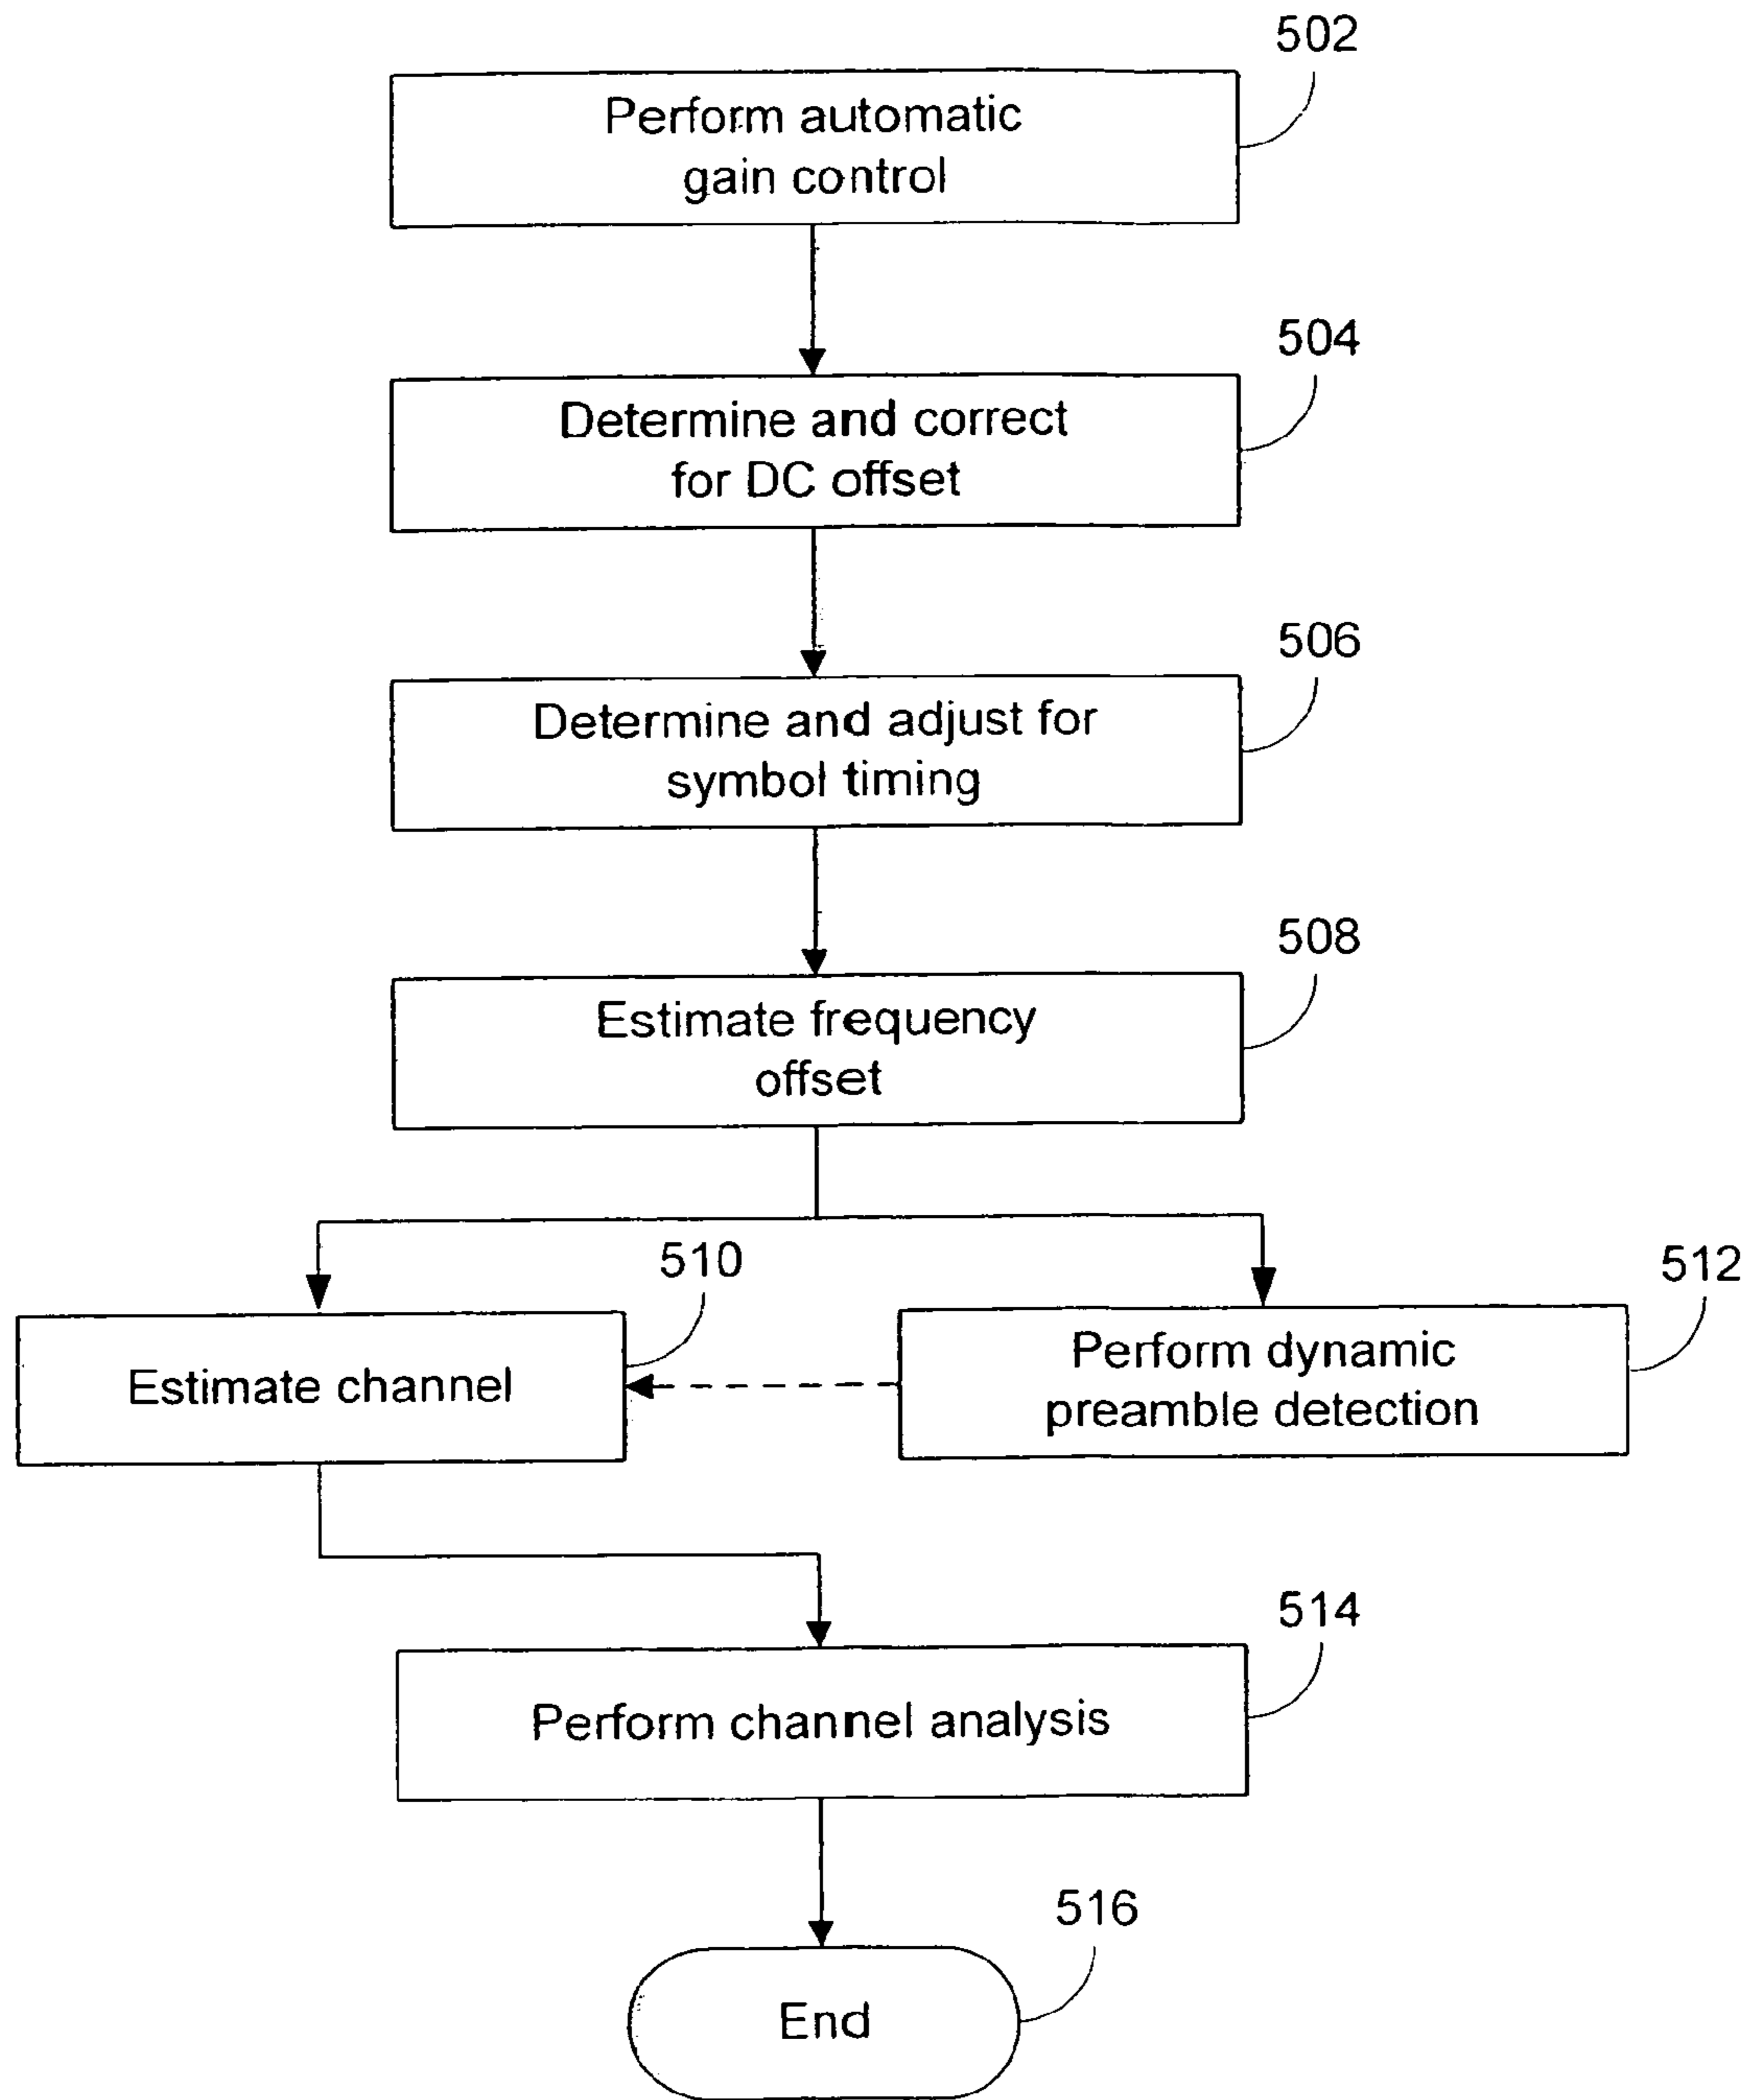 502
Perform automatic
gain control
504
Determine and correct
for DC offset
506
Determine and adjust for
symbol timing
508
Estimate frequency
offset
510
512
Estimate channel
Perform dynamic
preamble detection
514
Perform channel analysis
516
End